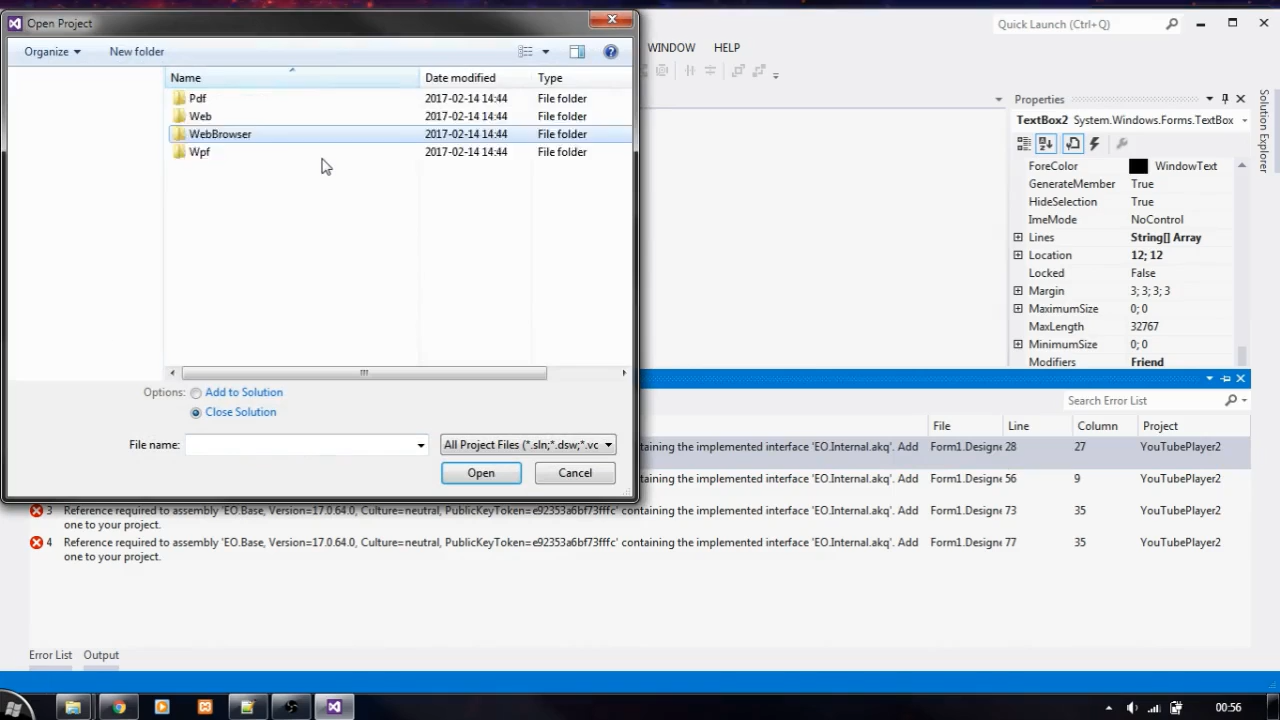 Open Project
Organize
New folder
Name
Date modified
Type
Pdf
2017-02-14 14:44
File folder
Web
2017-02-14 14:44
File folder
WebBrowser
2017-02-14 14:44
File folder
Wpf
2017-02-14 14:44
File folder
Options:
Add to Solution
Close Solution
File name:
All Project Files (*.sln;*.dsw;*.vc
Open
Cancel
Quick Launch (Ctrl+Q)
WINDOW
HELP
Properties
TextBox2 System.Windows.Forms.TextBox
ForeColor
WindowText
GenerateMember
True
HideSelection
True
ImeMode
NoControl
Lines
String[] Array
Location
12; 12
Locked
False
Margin
3; 3; 3; 3
MaximumSize
0; 0
MaxLength
32767
MinimumSize
0; 0
Modifiers
Friend
Solution Explorer
Search Error List
File
Line
Column
Project
ontaining the implemented interface 'EO.Internal.akq'. Add
Form1.Designe
28
27
YouTubePlayer2
ontaining the implemented interface 'EO.Internal.akq'. Add
Form1.Designe
56
9
YouTubePlayer2
3
Reference required to assembly 'EO.Base, Version=17.0.64.0, Culture=neutral, PublicKeyToken=e92353a6bf73fffc' containing the implemented interface 'EO.Internal.akq'. Add
one to your project.
Form1.Designe
73
35
YouTubePlayer2
4
Reference required to assembly 'EO.Base, Version=17.0.64.0, Culture=neutral, PublicKeyToken=e92353a6bf73fffc' containing the implemented interface 'EO.Internal.akq'. Add
one to your project.
Form1.Designe
77
35
YouTubePlayer2
Error List
Output
00:56